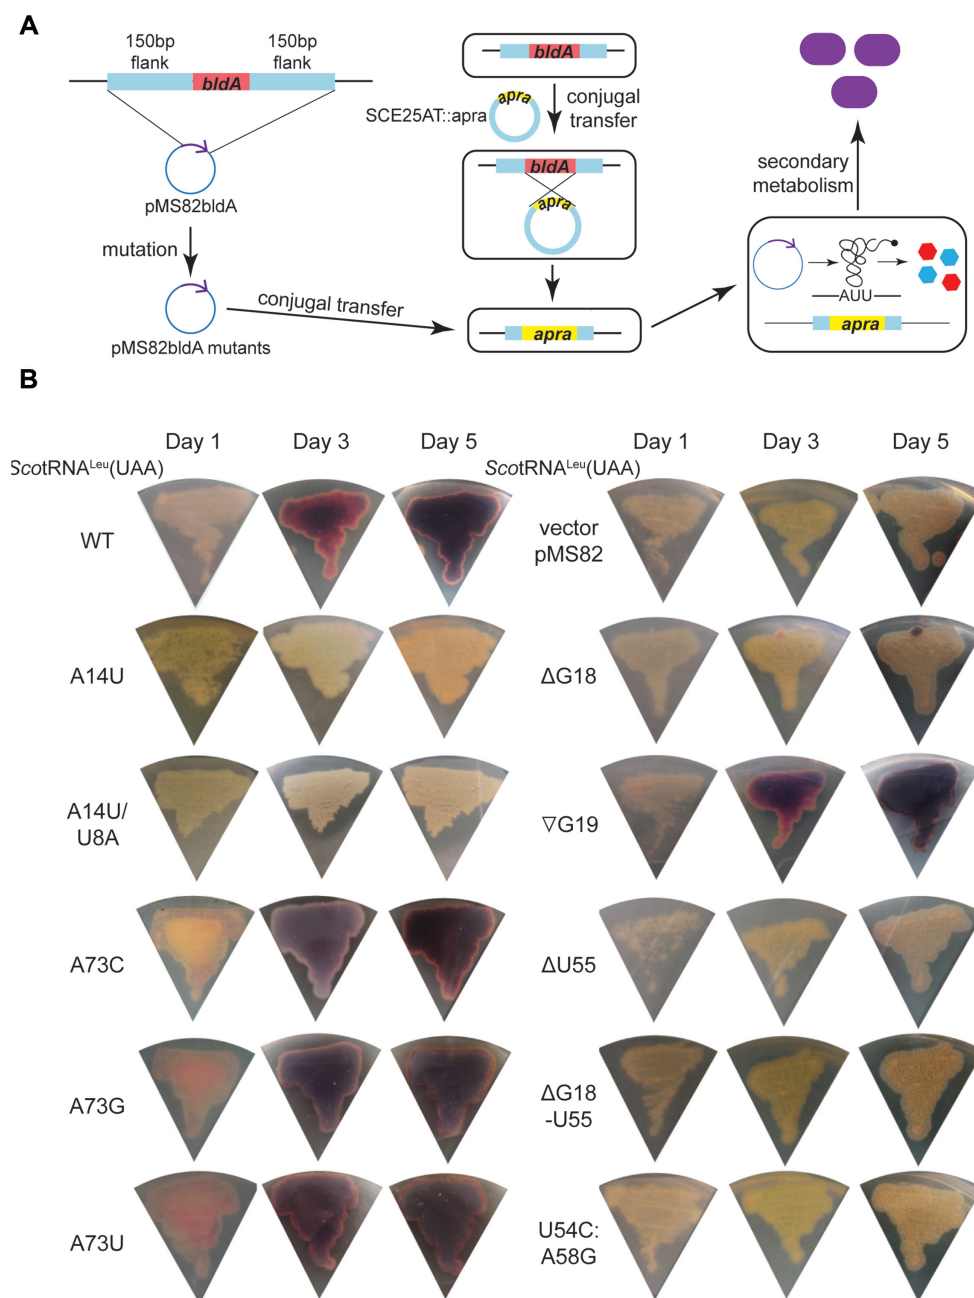 A
150bp
flank
150bp
flank
bldA
pMS82bldA
mutation
pMS82bldA mutants
conjugal transfer
bldA
SCE25AT::apra
apra
conjugal
transfer
bldA
apra
apra
secondary
metabolism
AUU
apra
B
Day 1
Day 3
Day 5
Day 1
Day 3
Day 5
ScotRNALeu(UAA)
ScotRNALeu(UAA)
WT
vector
pMS82
A14U
ΔG18
A14U/
U8A
∇G19
A73C
ΔU55
A73G
ΔG18
-U55
A73U
U54C:
A58G